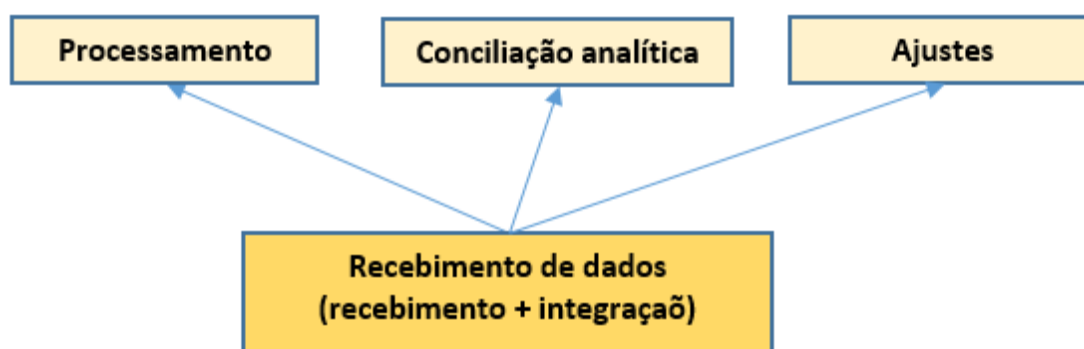 Processamento
Conciliação analítica
Ajustes
Recebimento de dados
(recebimento + integraçaõ)